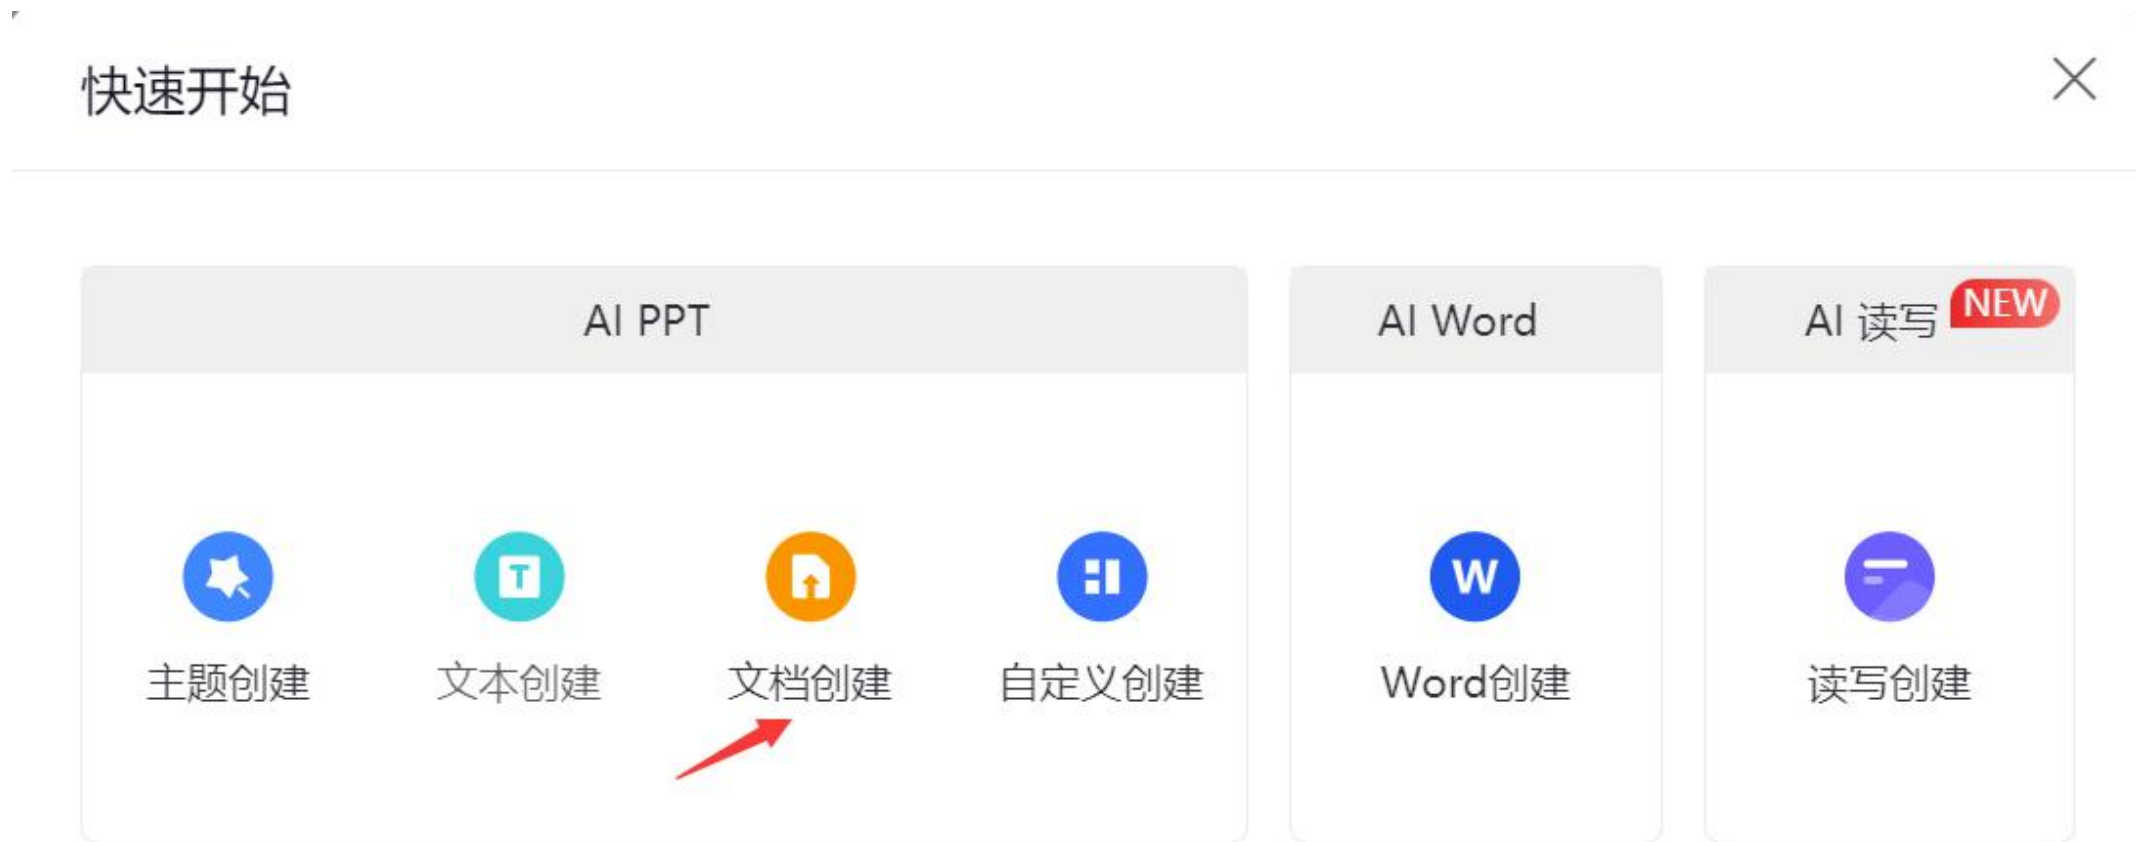 快速开始
AI PPT
AI Word
AI 读写 NEW
T
W
主题创建
文本创建
文档创建
自定义创建
Word创建
读写创建